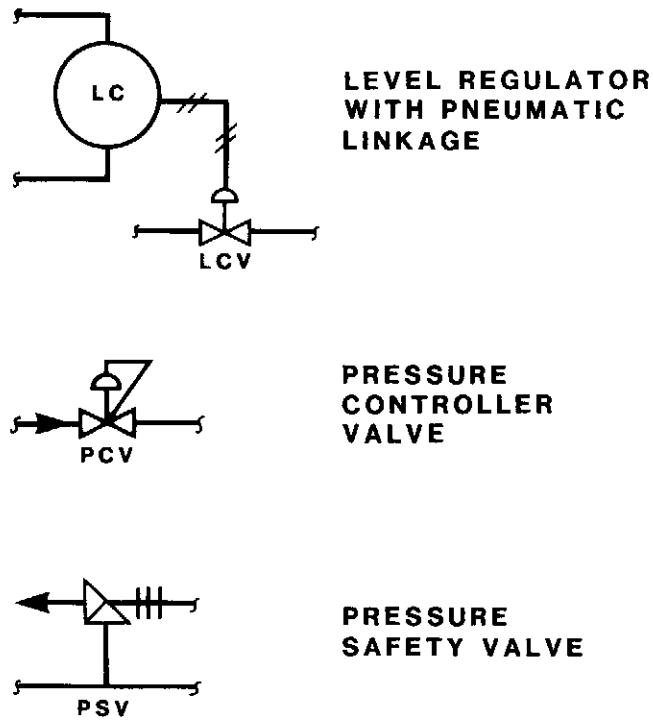 LC
LEVEL REGULATOR
WITH PNEUMATIC
LINKAGE
LCV
PRESSURE
CONTROLLER
VALVE
PCV
PRESSURE
SAFETY VALVE
PSV